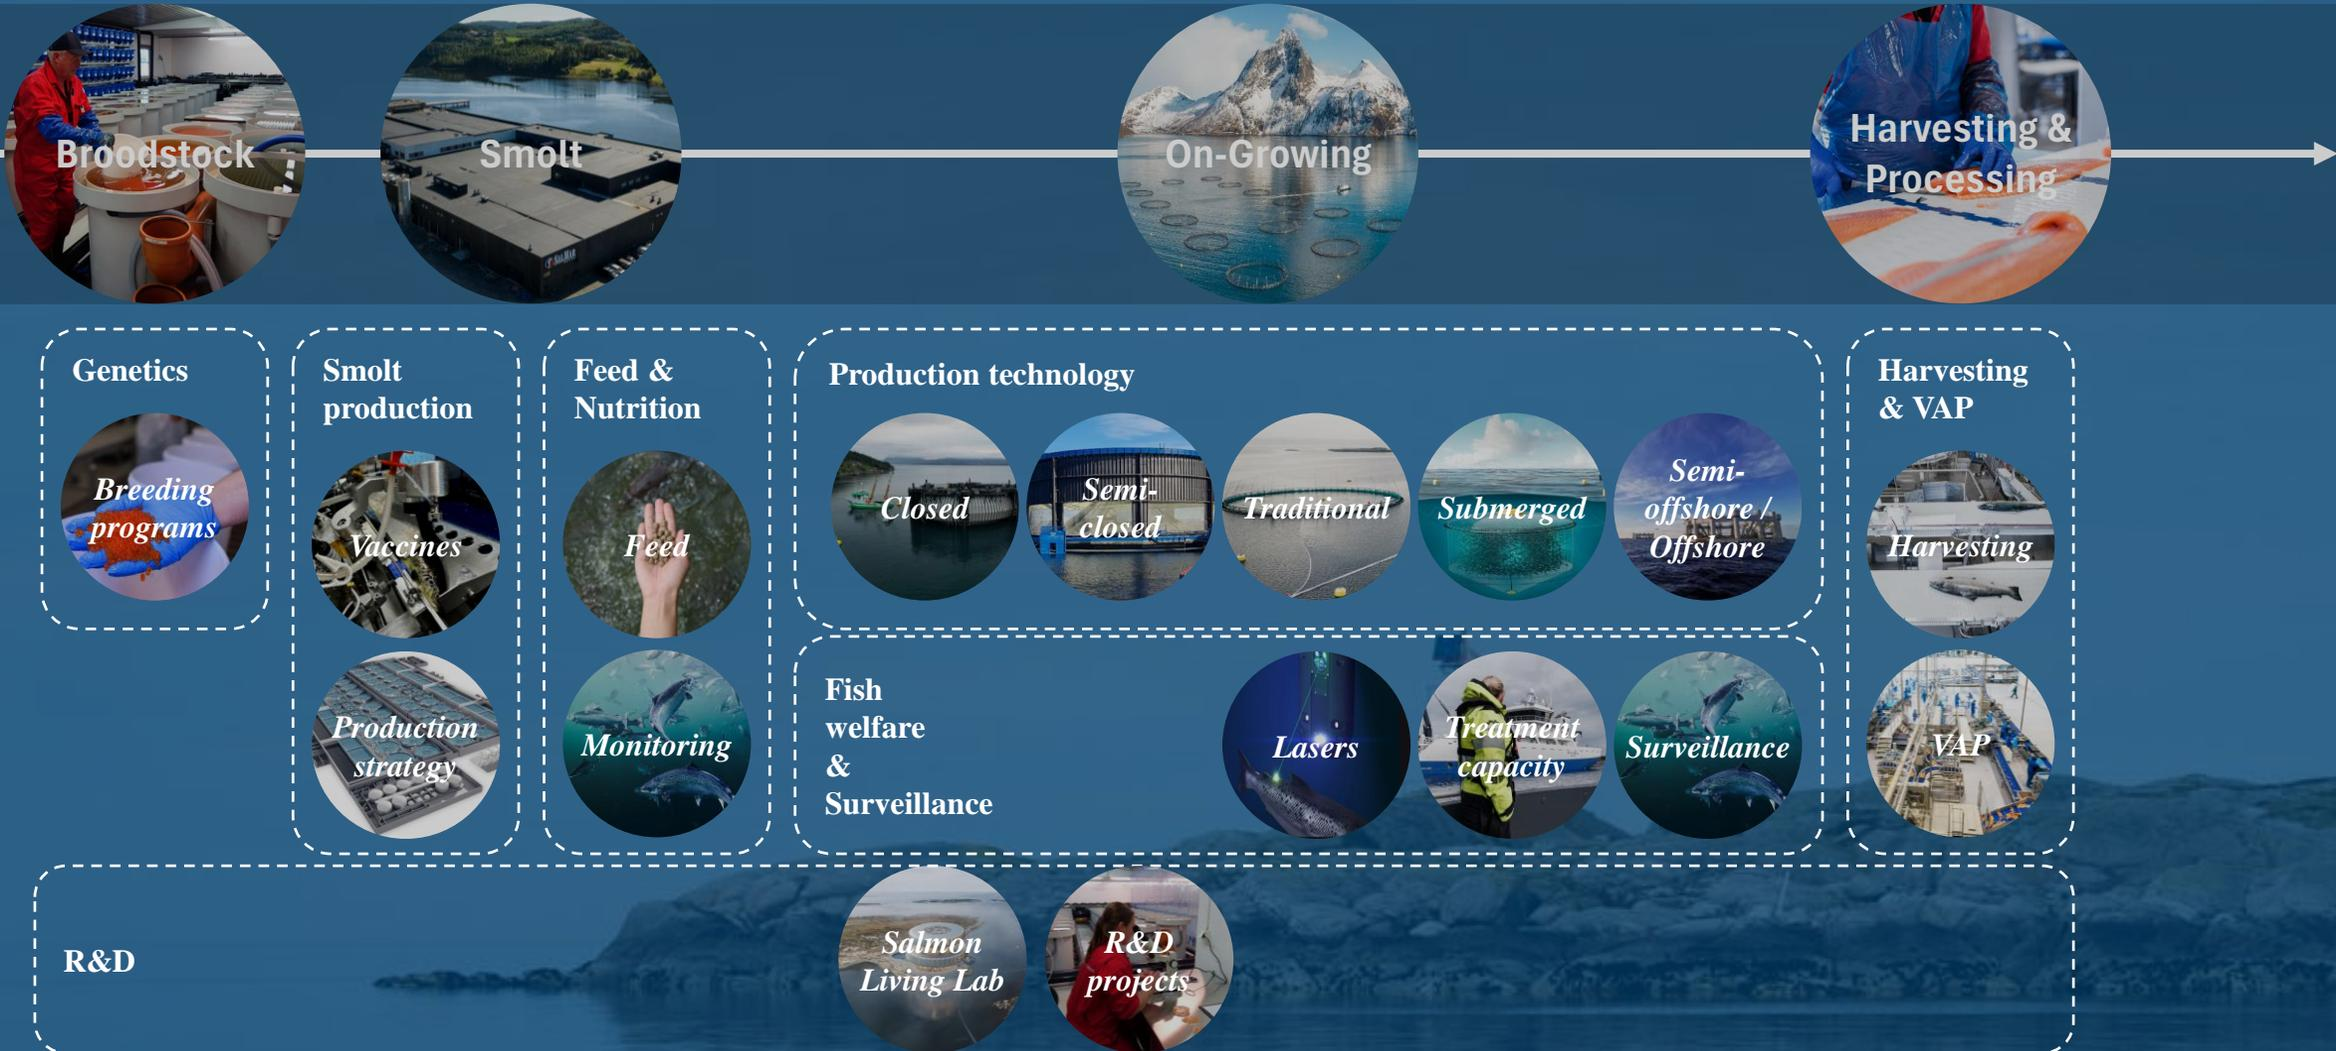 Broodstock
Smolt
On-Growing
Harvesting &
Processing
SALMAR
Genetics
Breeding
programs
Smolt
production
Vaccines
Production
strategy
Feed &
Nutrition
Feed
Monitoring
Production technology
Closed
Semi-
closed
Traditional
Submerged
Semi-
offshore /
Offshore
Fish
welfare
&
Surveillance
Lasers
Treatment
capacity
Surveillance
Harvesting
& VAP
Harvesting
VAP
R&D
Salmon
Living Lab
R&D
projects